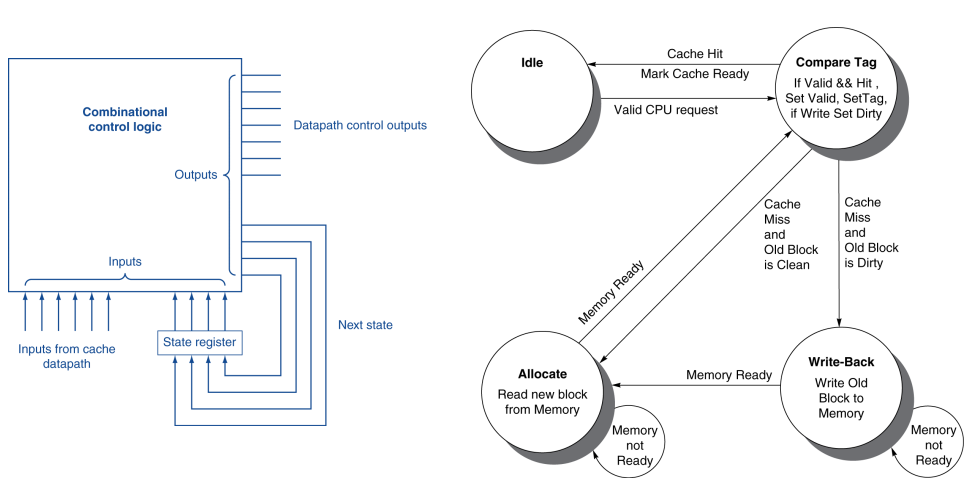 Combinational
control logic
Datapath control outputs
Outputs
Inputs
Next state
State register
Inputs from cache
datapath
Idle
Cache Hit
Mark Cache Ready
Valid CPU request
Compare Tag
If Valid && Hit ,
Set Valid, SetTag,
if Write Set Dirty
Cache
Miss
and
Old Block
is Clean
Cache
Miss
and
Old Block
is Dirty
Memory Ready
Allocate
Read new block
from Memory
Memory Ready
Write-Back
Write Old
Block to
Memory
Memory
not
Ready
Memory
not
Ready